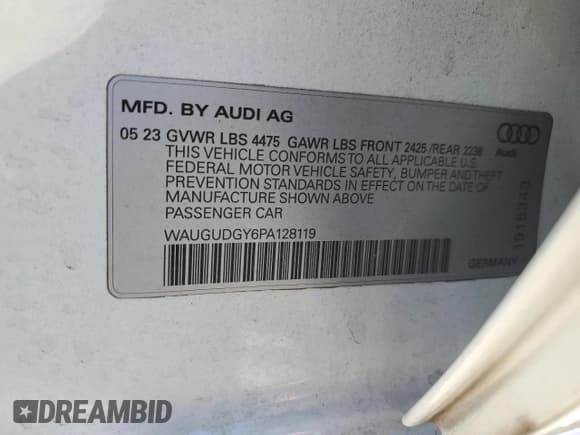 MFD. BY AUDI AG
05 23 GVWR LBS 4475 GAWR LBS FRONT 2425 /REAR 2238
THIS VEHICLE CONFORMS TO ALL APPLICABLE U.S.
FEDERAL MOTOR VEHICLE SAFETY, BUMPER AND THEFT
PREVENTION STANDARDS IN EFFECT ON THE DATE OF
MANUFACTURE SHOWN ABOVE
PASSENGER CAR
WAUGUDGY6PA128119
Audi
1915343
GERMANY
DREAMBID